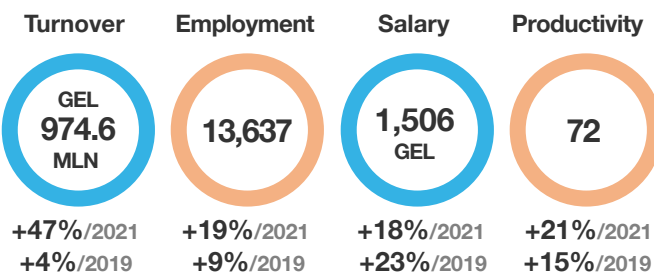 Turnover Employment Salary Productivity
GEL
974.6
MLN
13,637
1,506
GEL
72
+47%/2021 +19%/2021 +18%/2021 +21%/2021
+4%/2019 +9%/2019 +23%/2019 +15%/2019